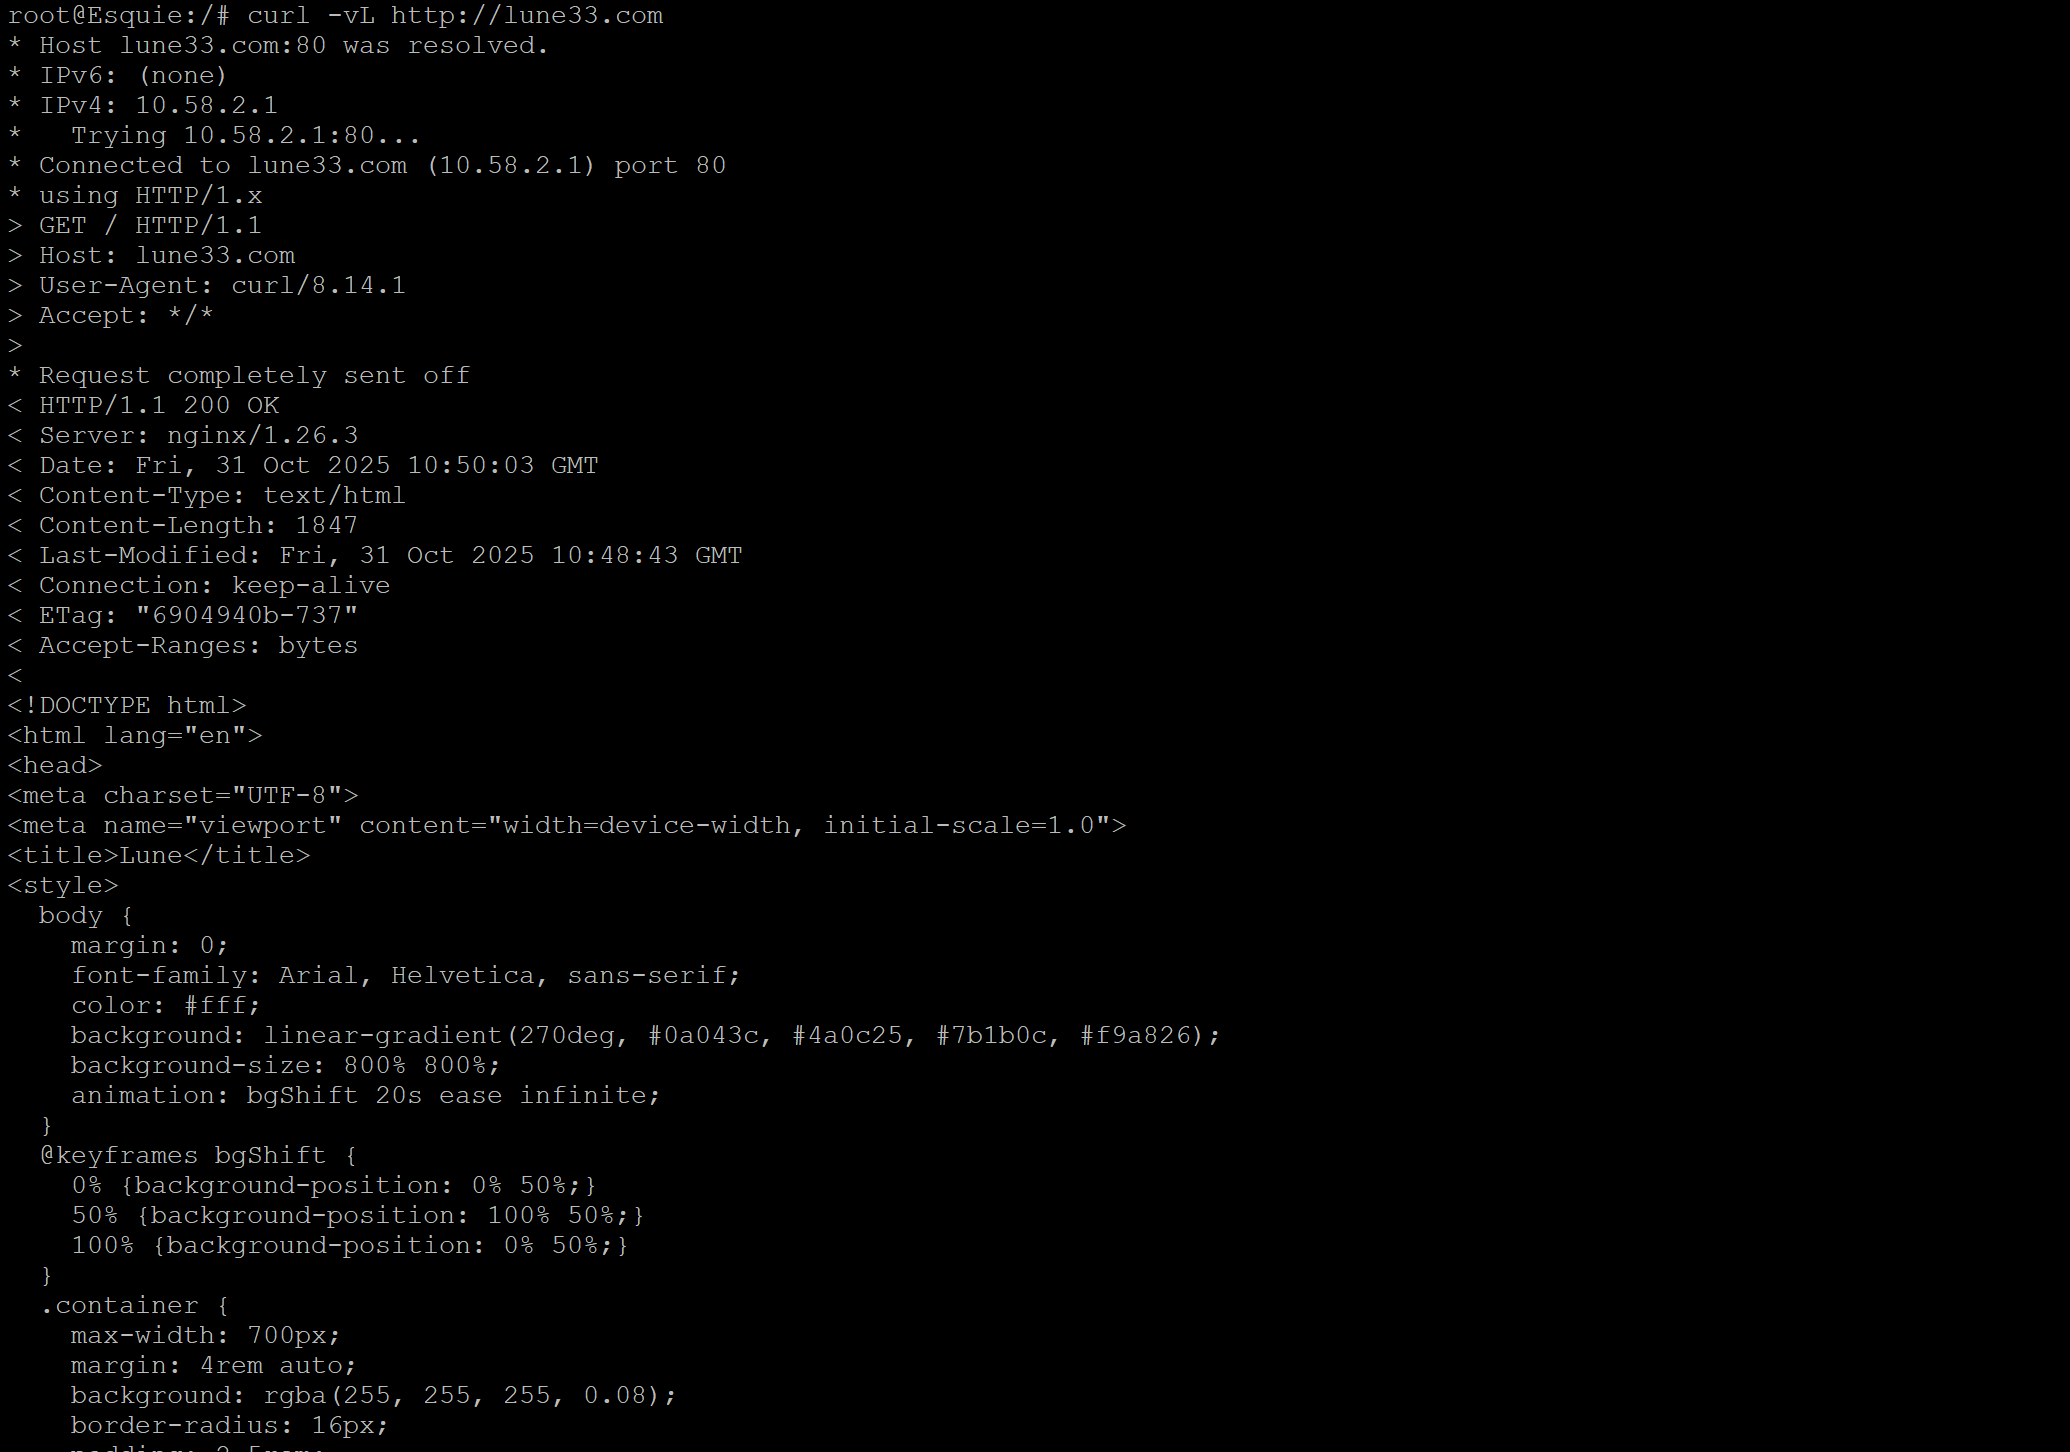 root@Esquie:/# curl -vL http://lune33.com
* Host lune33.com:80 was resolved.
* IPv6: (none)
* IPv4: 10.58.2.1
*   Trying 10.58.2.1:80...
* Connected to lune33.com (10.58.2.1) port 80
* using HTTP/1.x
> GET / HTTP/1.1
> Host: lune33.com
> User-Agent: curl/8.14.1
> Accept: */*
>
* Request completely sent off
< HTTP/1.1 200 OK
< Server: nginx/1.26.3
< Date: Fri, 31 Oct 2025 10:50:03 GMT
< Content-Type: text/html
< Content-Length: 1847
< Last-Modified: Fri, 31 Oct 2025 10:48:43 GMT
< Connection: keep-alive
< ETag: "6904940b-737"
< Accept-Ranges: bytes
<
<!DOCTYPE html>
<html lang="en">
<head>
<meta charset="UTF-8">
<meta name="viewport" content="width=device-width, initial-scale=1.0">
<title>Lune</title>
<style>
  body {
    margin: 0;
    font-family: Arial, Helvetica, sans-serif;
    color: #fff;
    background: linear-gradient(270deg, #0a043c, #4a0c25, #7b1b0c, #f9a826);
    background-size: 800% 800%;
    animation: bgShift 20s ease infinite;
  }
  @keyframes bgShift {
    0% {background-position: 0% 50%;}
    50% {background-position: 100% 50%;}
    100% {background-position: 0% 50%;}
  }
  .container {
    max-width: 700px;
    margin: 4rem auto;
    background: rgba(255, 255, 255, 0.08);
    border-radius: 16px;